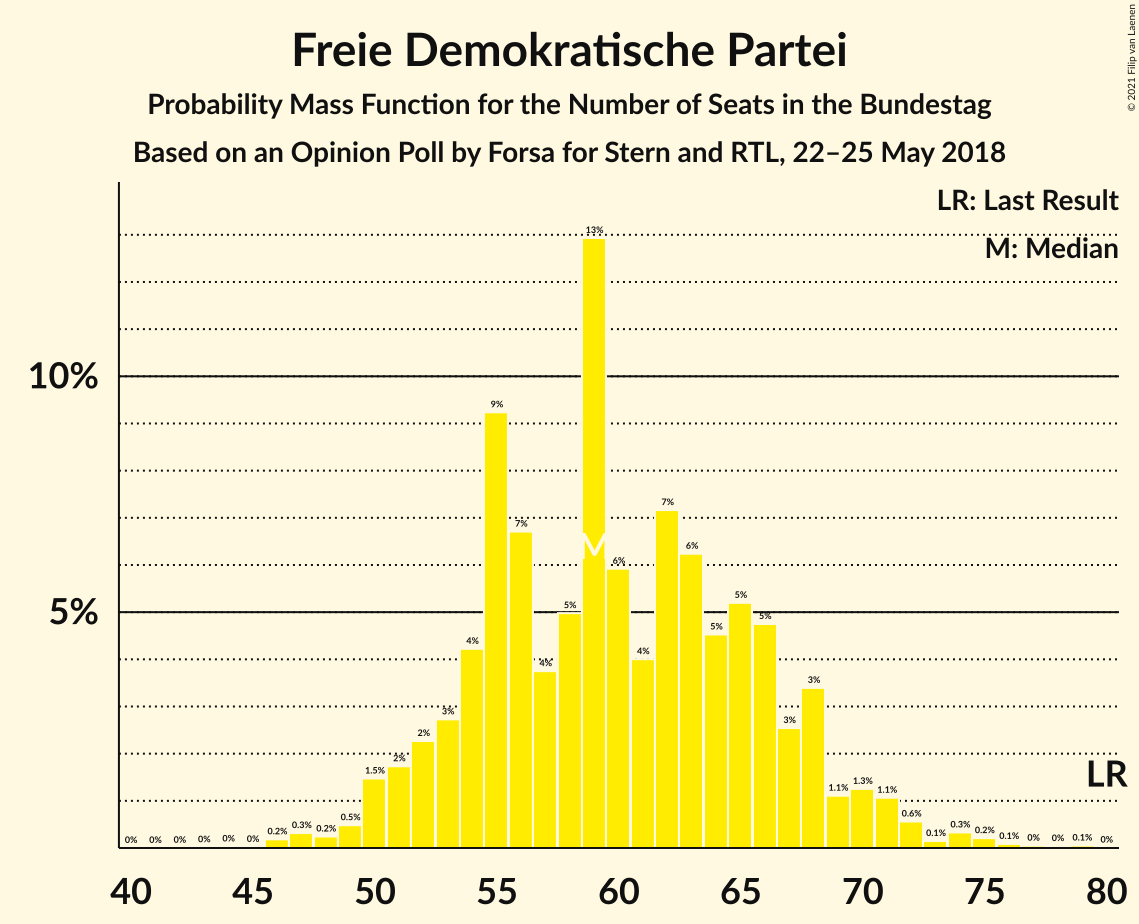 Freie Demokratische Partei
Probability Mass Function for the Number of Seats in the Bundestag
Based on an Opinion Poll by Forsa for Stern and RTL, 22–25 May 2018
© 2021 Filip van Laenen
LR: Last Result
M: Median
10%
5%
0% 0% 0% 0% 0% 0% 0.2% 0.3% 0.2% 0.5% 1.5% 2% 2% 3% 4% 9% 7% 4% 5% 13% 6% 4% 7% 6% 5% 5% 5% 3% 3% 1.1% 1.3% 1.1% 0.6% 0.1% 0.3% 0.2% 0.1% 0% 0% 0.1% 0%
M
LR
40 45 50 55 60 65 70 75 80